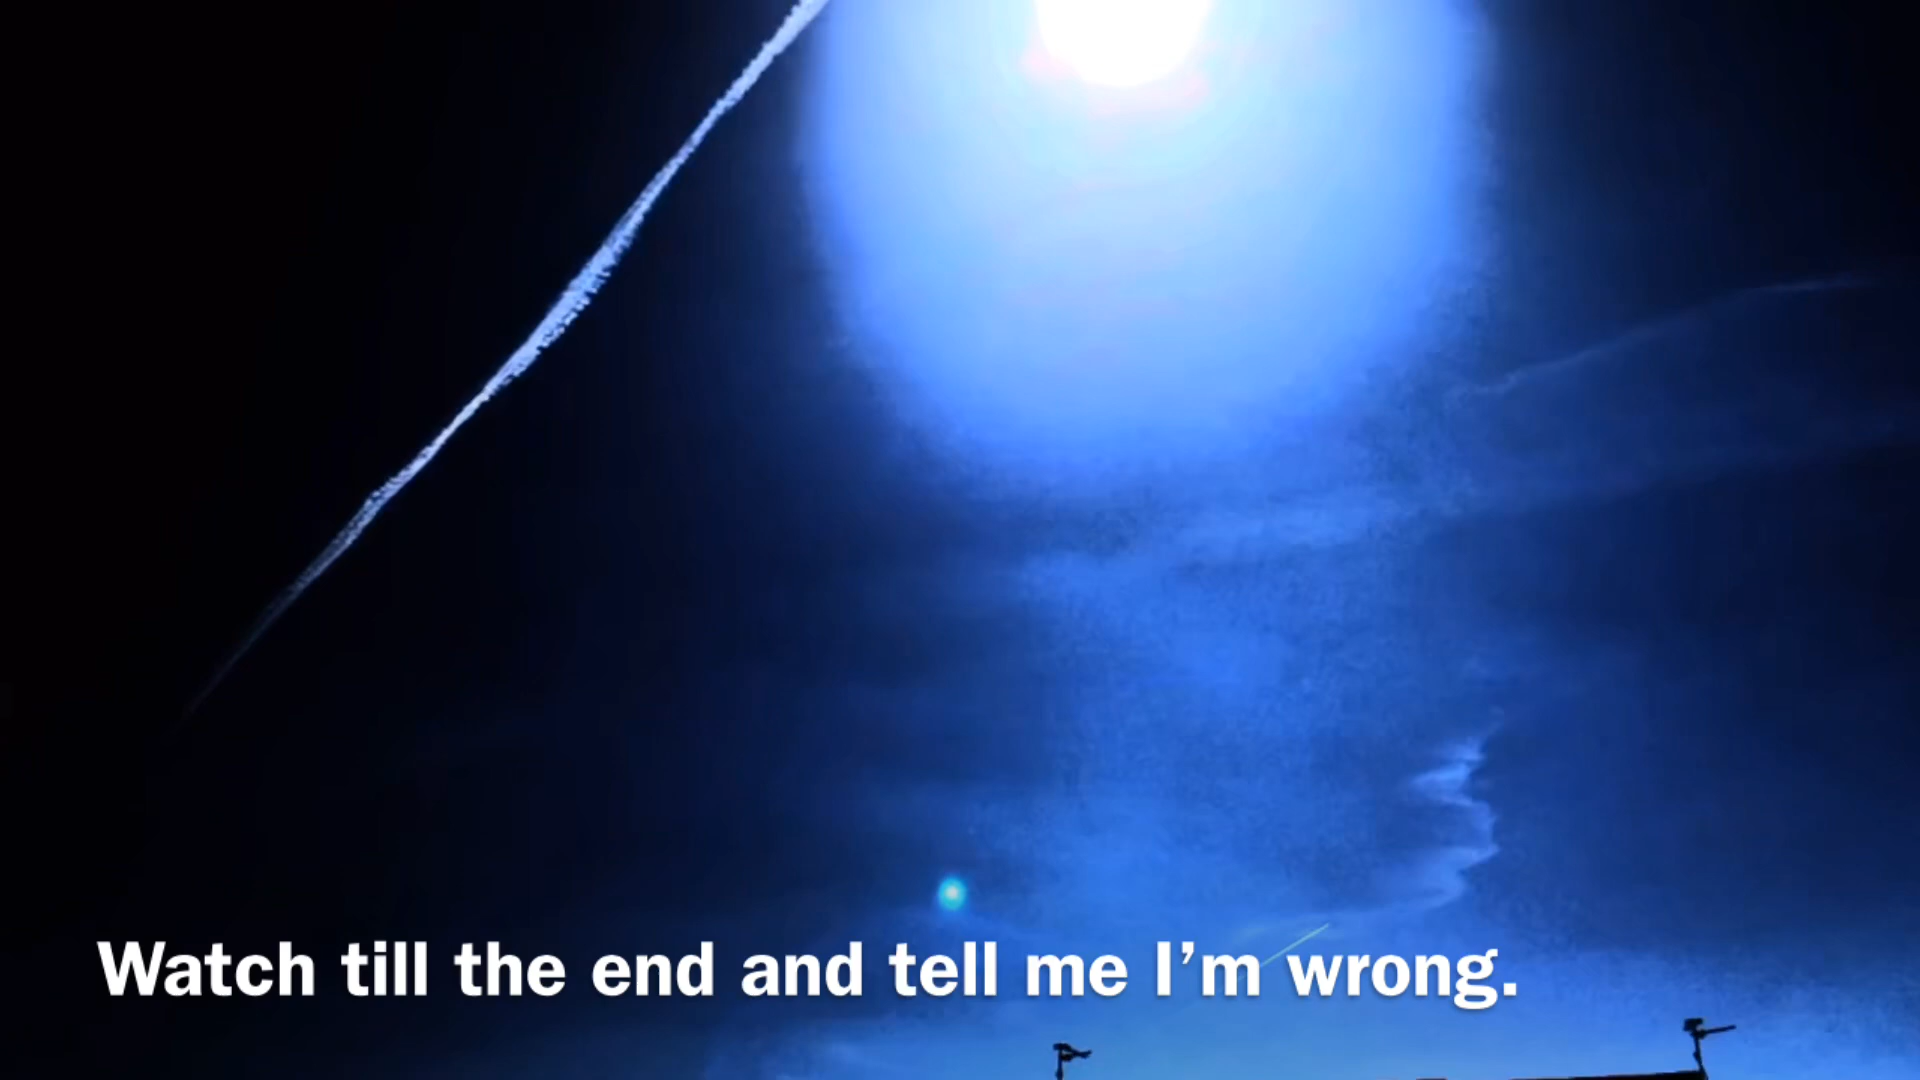 Watch till the end and tell me I’m wrong.